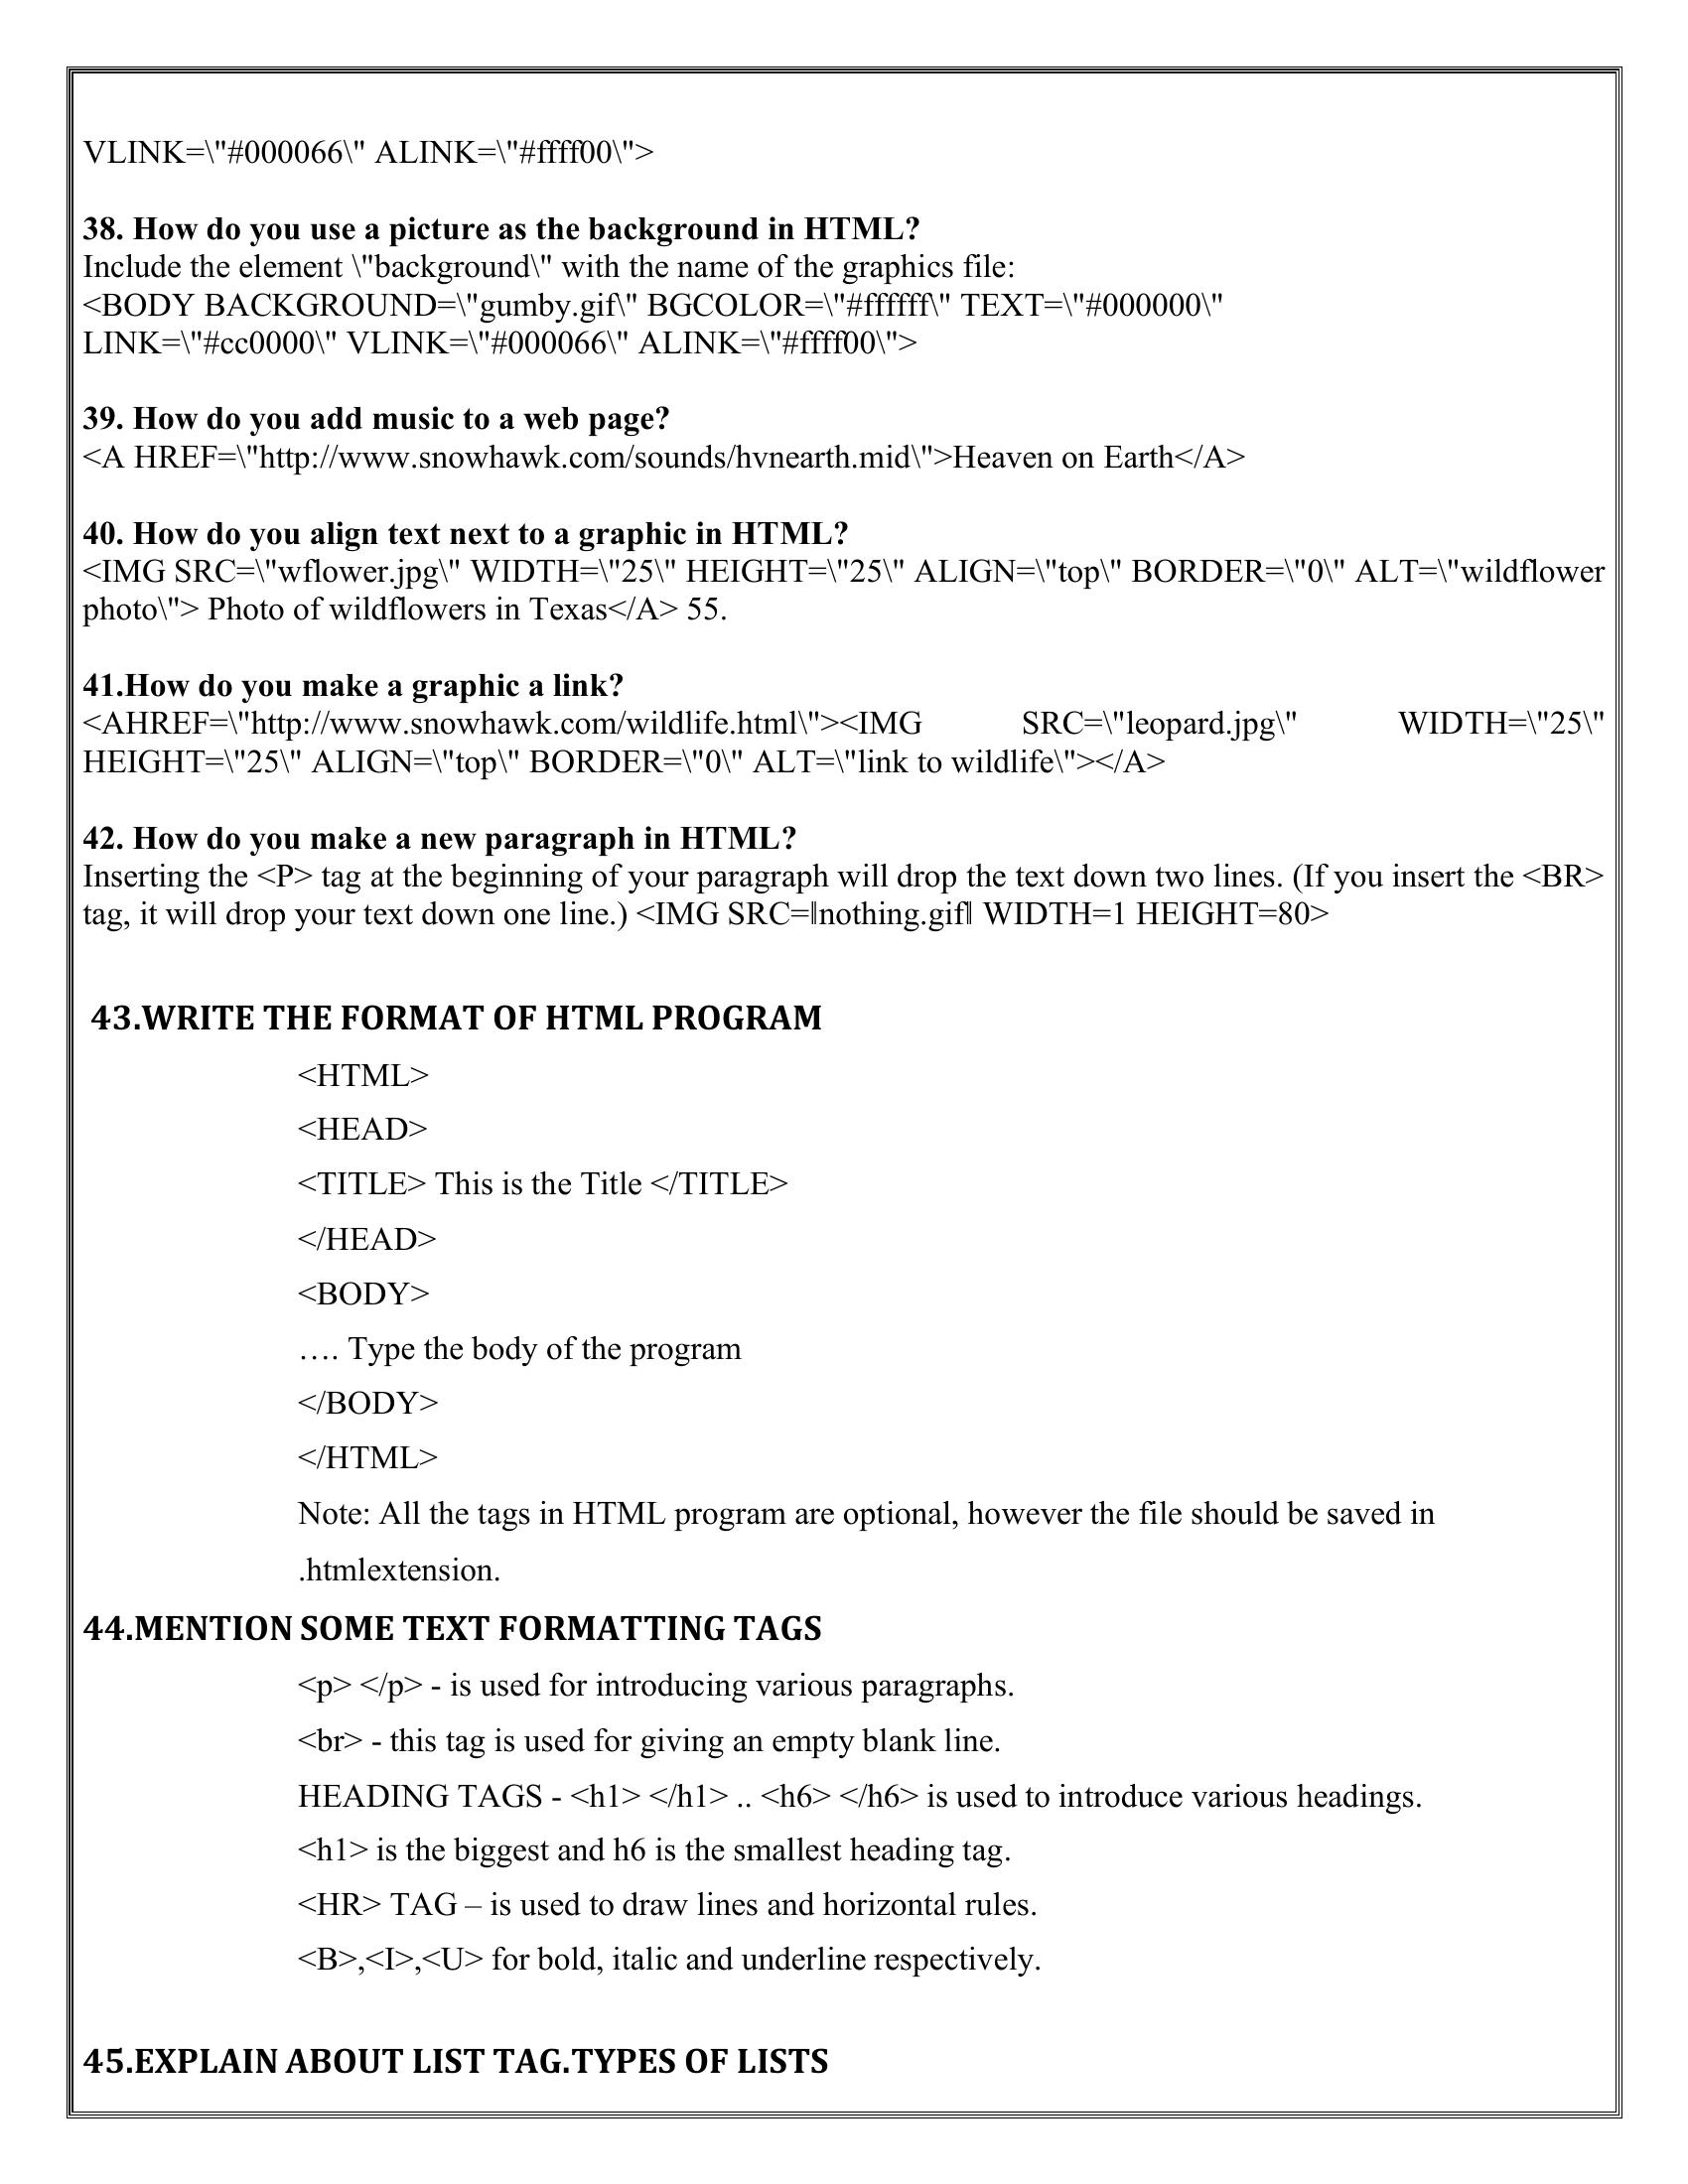 VLINK=\"#000066\" ALINK=\"#ffff00\">
38. How do you use a picture as the background in HTML?
Include the element \"background\" with the name of the graphics file:
<BODY BACKGROUND=\"gumby.gif\" BGCOLOR=\"#ffffff\" TEXT=\"#000000\"
LINK=\"#cc0000\" VLINK=\"#000066\" ALINK=\"#ffff00\">
39. How do you add music to a web page?
<A HREF=\"http://www.snowhawk.com/sounds/hvnearth.mid\">Heaven on Earth</A>
40. How do you align text next to a graphic in HTML?
<IMG SRC=\"wflower.jpg\" WIDTH=\"25\" HEIGHT=\"25\" ALIGN=\"top\" BORDER=\"0\" ALT=\"wildflower
photo\"> Photo of wildflowers in Texas</A> 55.
41.How do you make a graphic a link?
<AHREF=\"http://www.snowhawk.com/wildlife.html\"><IMG SRC=\"leopard.jpg\" WIDTH=\"25\"
HEIGHT=\"25\" ALIGN=\"top\" BORDER=\"0\" ALT=\"link to wildlife\"></A>
42. How do you make a new paragraph in HTML?
Inserting the <P> tag at the beginning of your paragraph will drop the text down two lines. (If you insert the <BR>
tag, it will drop your text down one line.) <IMG SRC=‖nothing.gif‖ WIDTH=1 HEIGHT=80>
43.WRITE THE FORMAT OF HTML PROGRAM
<HTML>
<HEAD>
<TITLE> This is the Title </TITLE>
</HEAD>
<BODY>
…. Type the body of the program
</BODY>
</HTML>
Note: All the tags in HTML program are optional, however the file should be saved in
.htmlextension.
44.MENTION SOME TEXT FORMATTING TAGS
<p> </p> - is used for introducing various paragraphs.
<br> - this tag is used for giving an empty blank line.
HEADING TAGS - <h1> </h1> .. <h6> </h6> is used to introduce various headings.
<h1> is the biggest and h6 is the smallest heading tag.
<HR> TAG – is used to draw lines and horizontal rules.
<B>,<I>,<U> for bold, italic and underline respectively.
45.EXPLAIN ABOUT LIST TAG.TYPES OF LISTS